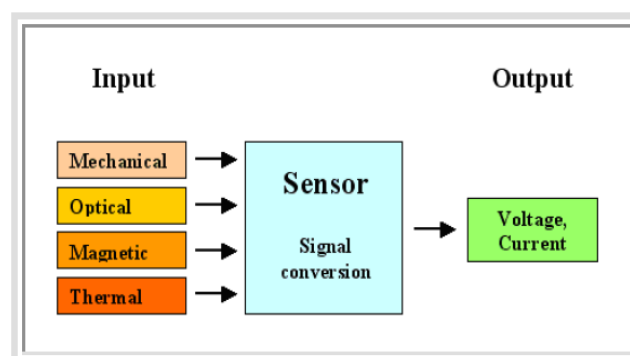 Input
Output
Mechanical
Optical
Magnetic
Thermal
Sensor
Signal
conversion
Voltage,
Current